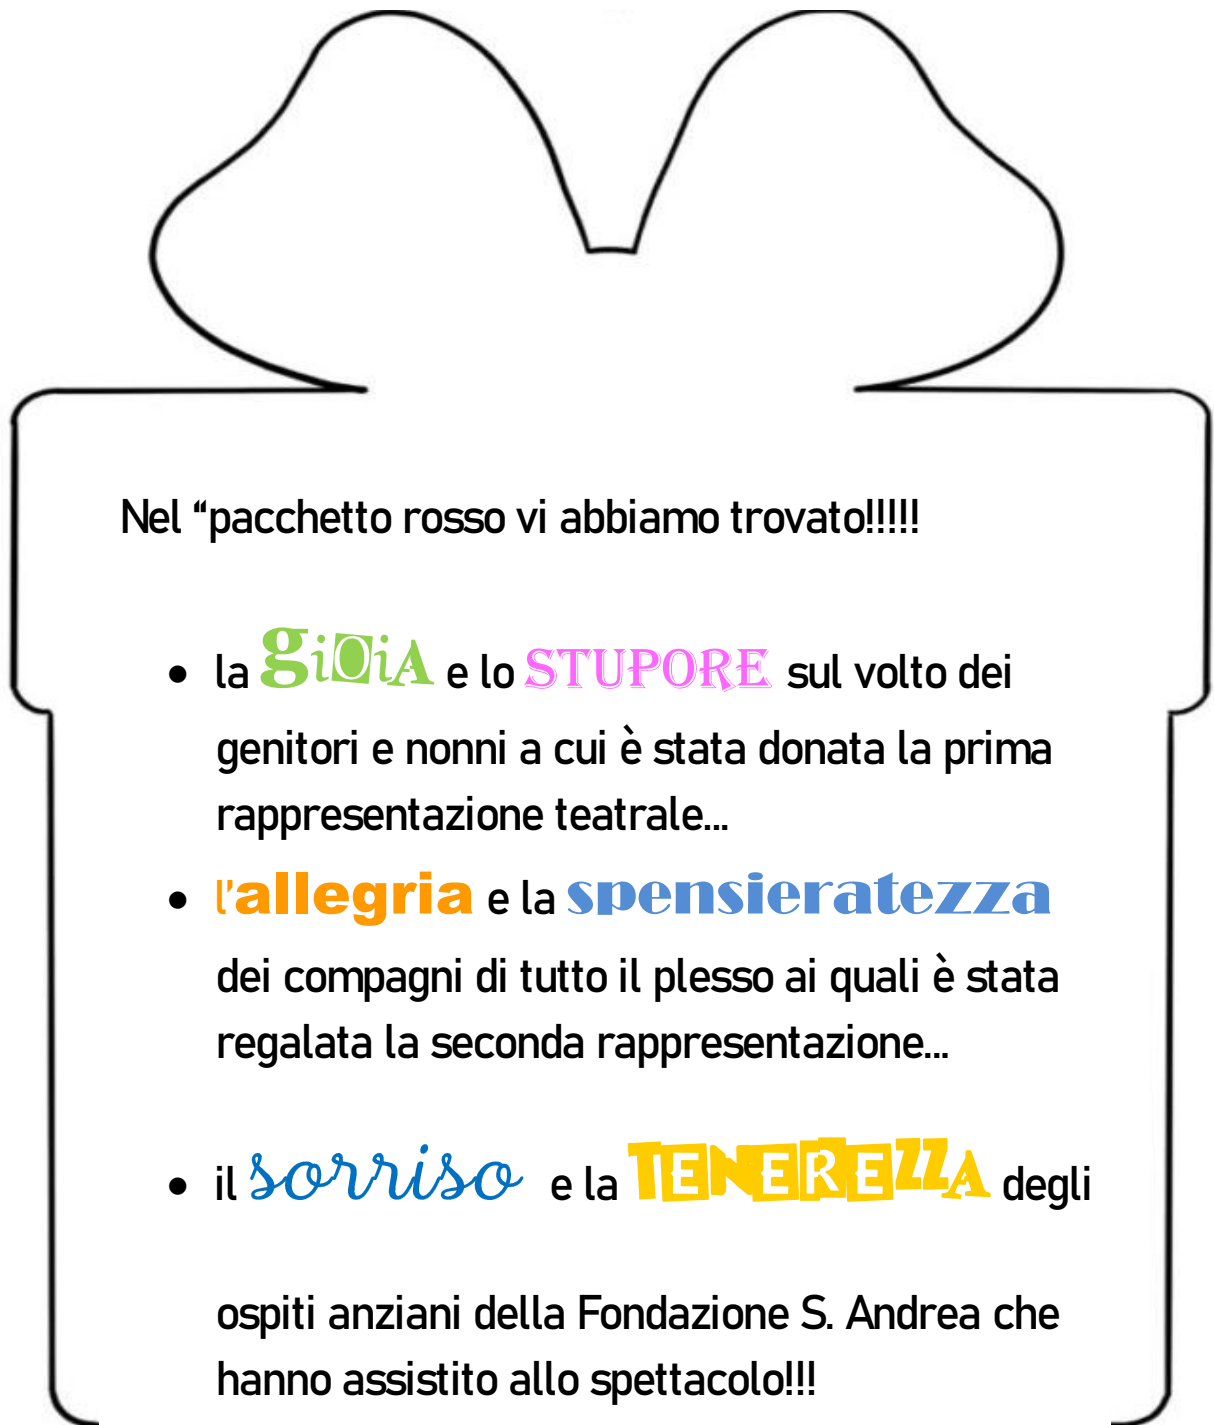 Nel “pacchetto rosso vi abbiamo trovato!!!!!
• la giOiA e lo STUPORE sul volto dei
genitori e nonni a cui è stata donata la prima
rappresentazione teatrale...
• l’allegria e la spensieratezza
dei compagni di tutto il plesso ai quali è stata
regalata la seconda rappresentazione...
• il sorriso e la TENEREZZA degli
ospiti anziani della Fondazione S. Andrea che
hanno assistito allo spettacolo!!!